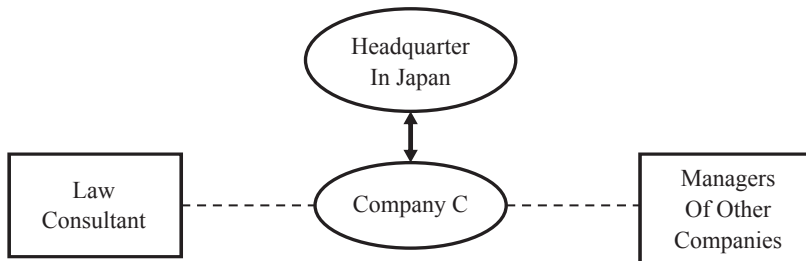 Headquarter
In Japan
Law
Consultant
Company C
Managers
Of Other
Companies